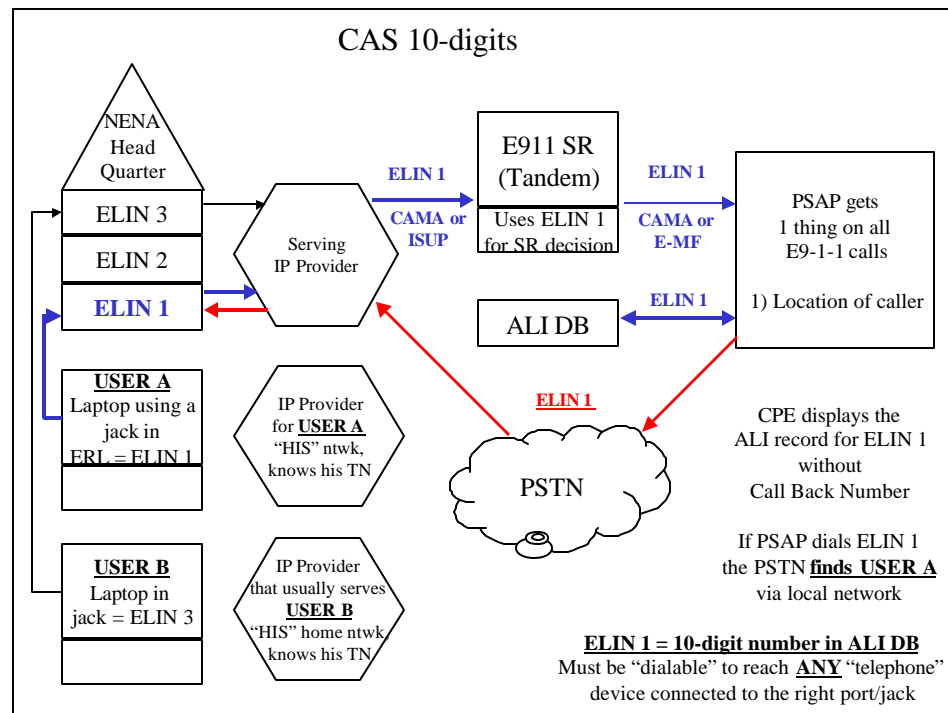 CAS 10-digits
NENA
Head
Quarter
ELIN 3
ELIN 2
ELIN 1
Serving
IP Provider
ELIN 1
CAMA or
ISUP
E911 SR
(Tandem)
Uses ELIN 1
for SR decision
ELIN 1
CAMA or
E-MF
PSAP gets
1 thing on all
E9-1-1 calls
1) Location of caller
ALI DB
ELIN 1
USER A
Laptop using a
jack in
ERL = ELIN 1
IP Provider
for USER A
“HIS” ntwk,
knows his TN
ELIN 1
PSTN
CPE displays the
ALI record for ELIN 1
without
Call Back Number
USER B
Laptop in
jack = ELIN 3
IP Provider
that usually serves
USER B
“HIS” home ntwk,
knows his TN
If PSAP dials ELIN 1
the PSTN finds USER A
via local network
ELIN 1 = 10-digit number in ALI DB
Must be “dialable” to reach ANY “telephone”
device connected to the right port/jack